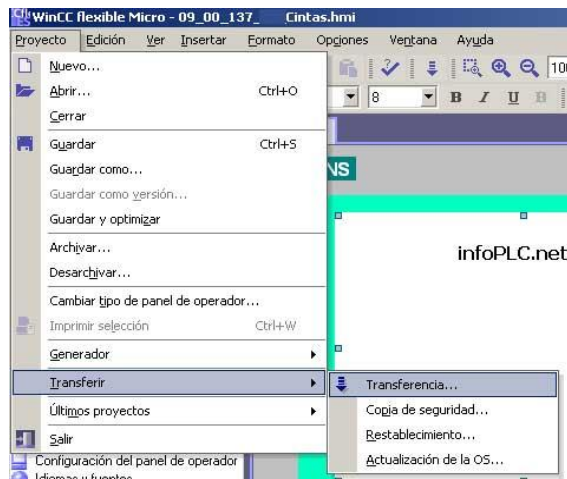 WinCC flexible Micro - 09_00_137_ Cintas.hmi
Proyecto Edición Ver Insertar Formato Opciones Ventana Ayuda
Nuevo...
Abrir... Ctrl+O
8 B I U
Cerrar
Guardar Ctrl+S
Guardar como...
NS
Guardar como versión...
Guardar y optimizar
Archivar...
infoPLC.net
Desarchivar...
Cambiar tipo de panel de operador...
Imprimir selección Ctrl+W
Generador
Transferir
Transferencia...
Últimos proyectos
Copia de seguridad...
Salir
Restablecimiento...
Configuración del panel de operador
Actualización de la OS...
Idiomas y fuentes